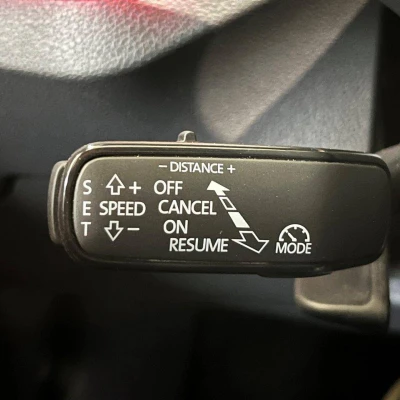 − DISTANCE +
S + OFF
E SPEED CANCEL
T − ON
RESUME MODE